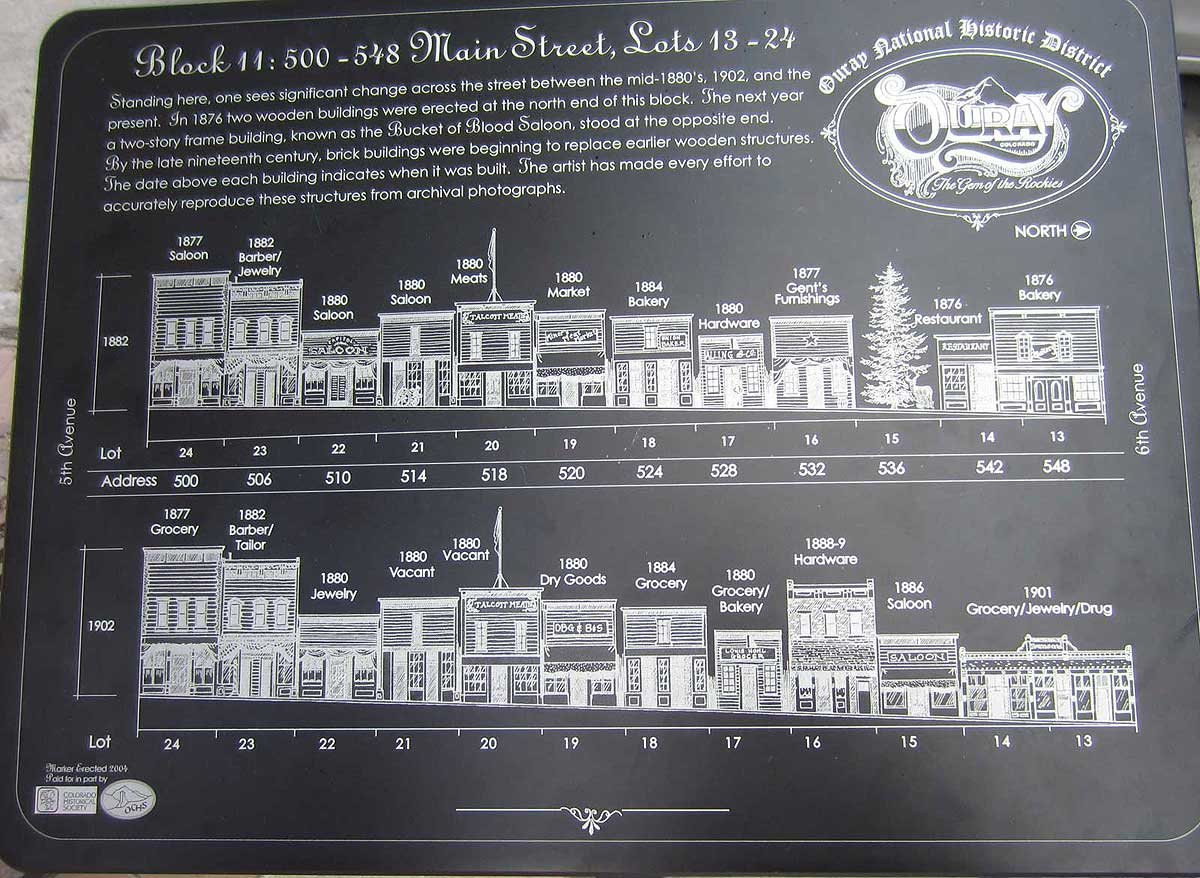 Block 11: 500 - 548 Main Street, Lots 13 - 24
Ouray National Historic District
OURAY
COLORADO
The Gem of the Rockies
Standing here, one sees significant change across the street between the mid-1880's, 1902, and the
present. In 1876 two wooden buildings were erected at the north end of this block. The next year
a two-story frame building, known as the Bucket of Blood Saloon, stood at the opposite end.
By the late nineteenth century, brick buildings were beginning to replace earlier wooden structures.
The date above each building indicates when it was built. The artist has made every effort to
accurately reproduce these structures from archival photographs.
NORTH
1877
Saloon
1882
Barber/
Jewelry
1880
Saloon
1880
Saloon
1880
Meats
1880
Market
1884
Bakery
1880
Hardware
1877
Gent's
Furnishings
1876
Restaurant
1876
Bakery
SALOON
TALCOTT MEATS
RESTAURANT
1882
5th Avenue
6th Avenue
Lot 24 23 22 21 20 19 18 17 16 15 14 13
Address 500 506 510 514 518 520 524 528 532 536 542 548
1877
Grocery
1882
Barber/
Tailor
1880
Jewelry
1880
Vacant
1880
Vacant
1880
Dry Goods
1884
Grocery
1880
Grocery/
Bakery
1888-9
Hardware
1886
Saloon
1901
Grocery/Jewelry/Drug
TALCOTT MEATS
SALOON
1902
Lot 24 23 22 21 20 19 18 17 16 15 14 13
Marker Erected 2004
Paid for in part by
COLORADO
HISTORICAL
SOCIETY
OCHS